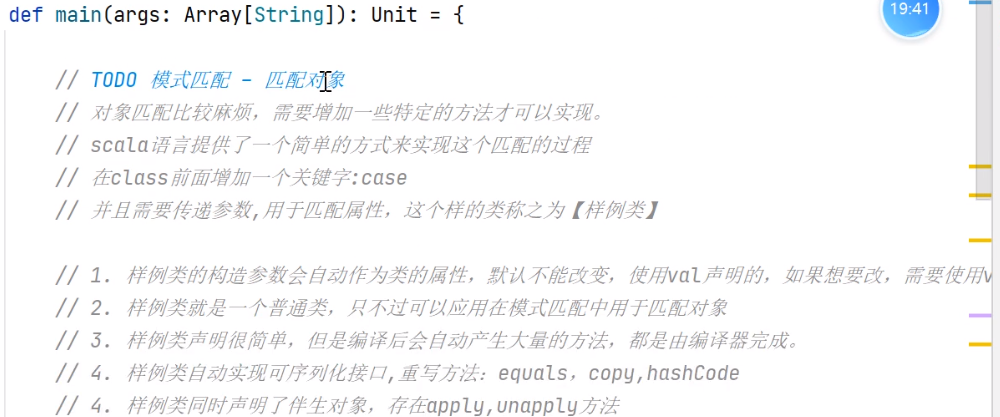 def main(args: Array[String]): Unit = {
19:41
// TODO 模式匹配 - 匹配对象
// 对象匹配比较麻烦，需要增加一些特定的方法才可以实现。
// scala语言提供了一个简单的方式来实现这个匹配的过程
// 在class前面增加一个关键字:case
// 并且需要传递参数,用于匹配属性，这个样的类称之为【样例类】
// 1. 样例类的构造参数会自动作为类的属性，默认不能改变，使用val声明的，如果想要改，需要使用v
// 2. 样例类就是一个普通类，只不过可以应用在模式匹配中用于匹配对象
// 3. 样例类声明很简单，但是编译后会自动产生大量的方法，都是由编译器完成。
// 4. 样例类自动实现可序列化接口,重写方法：equals，copy,hashCode
// 4. 样例类同时声明了伴生对象，存在apply,unapply方法